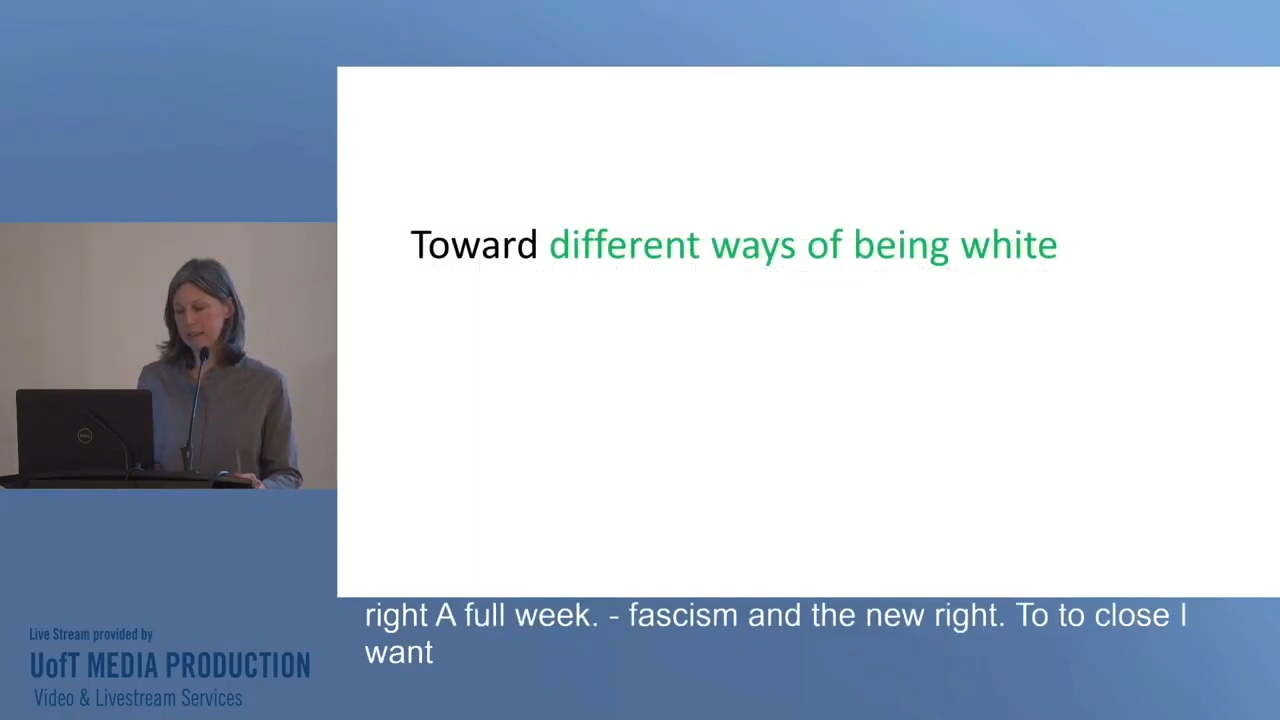 Toward different ways of being white
right A full week. - fascism and the new right. To to close I
want
Live Stream provided by
UofT MEDIA PRODUCTION
Video & Livestream Services